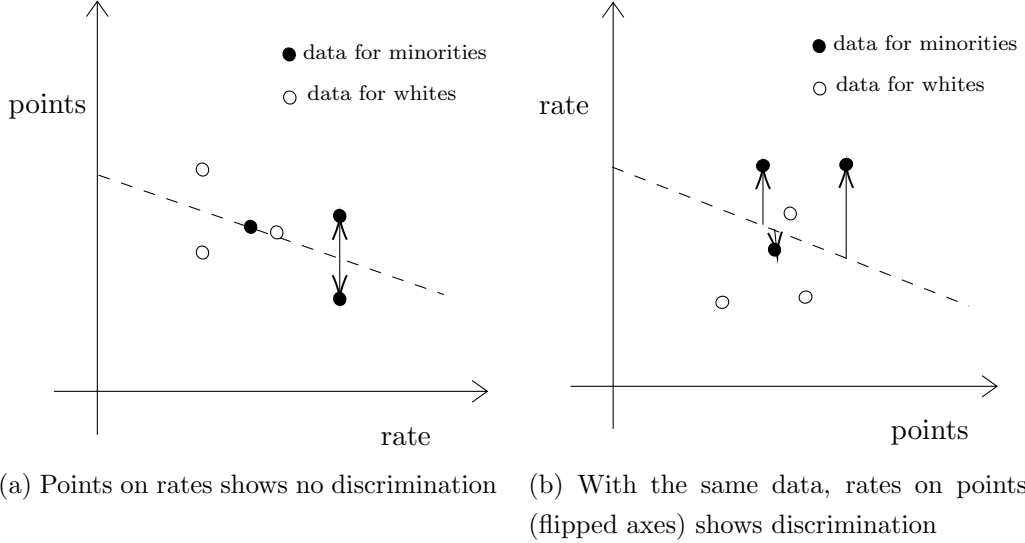 points
data for minorities
data for whites
rate
(a) Points on rates shows no discrimination
rate
data for minorities
data for whites
points
(b) With the same data, rates on points
(flipped axes) shows discrimination